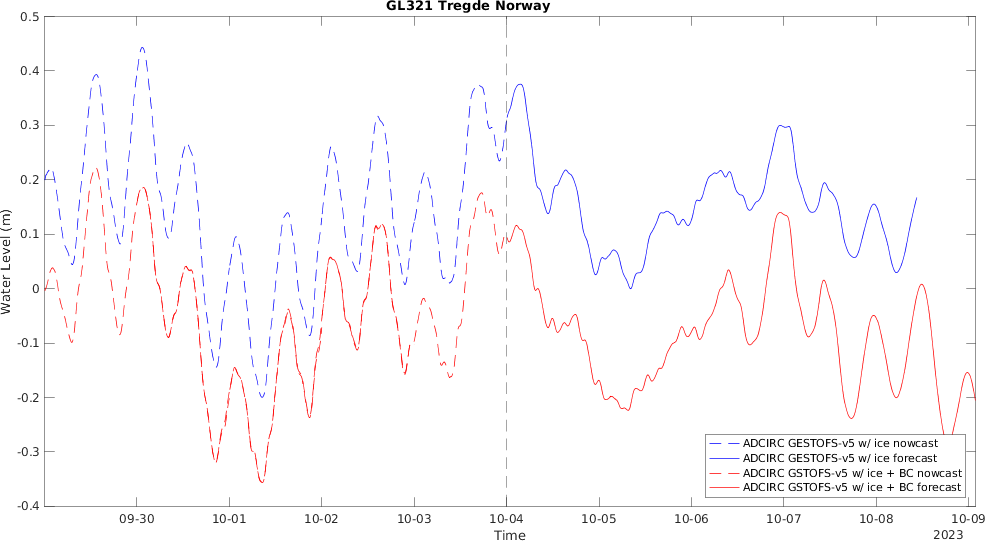 GL321 Tregde Norway
0.5
0.4
0.3
0.2
0.1
0
-0.1
-0.2
-0.3
-0.4
Water Level (m)
ADCIRC GESTOFS-v5 w/ ice nowcast
ADCIRC GESTOFS-v5 w/ ice forecast
ADCIRC GSTOFS-v5 w/ ice + BC nowcast
ADCIRC GSTOFS-v5 w/ ice + BC forecast
09-30 10-01 10-02 10-03 10-04 10-05 10-06 10-07 10-08 10-09
Time
2023